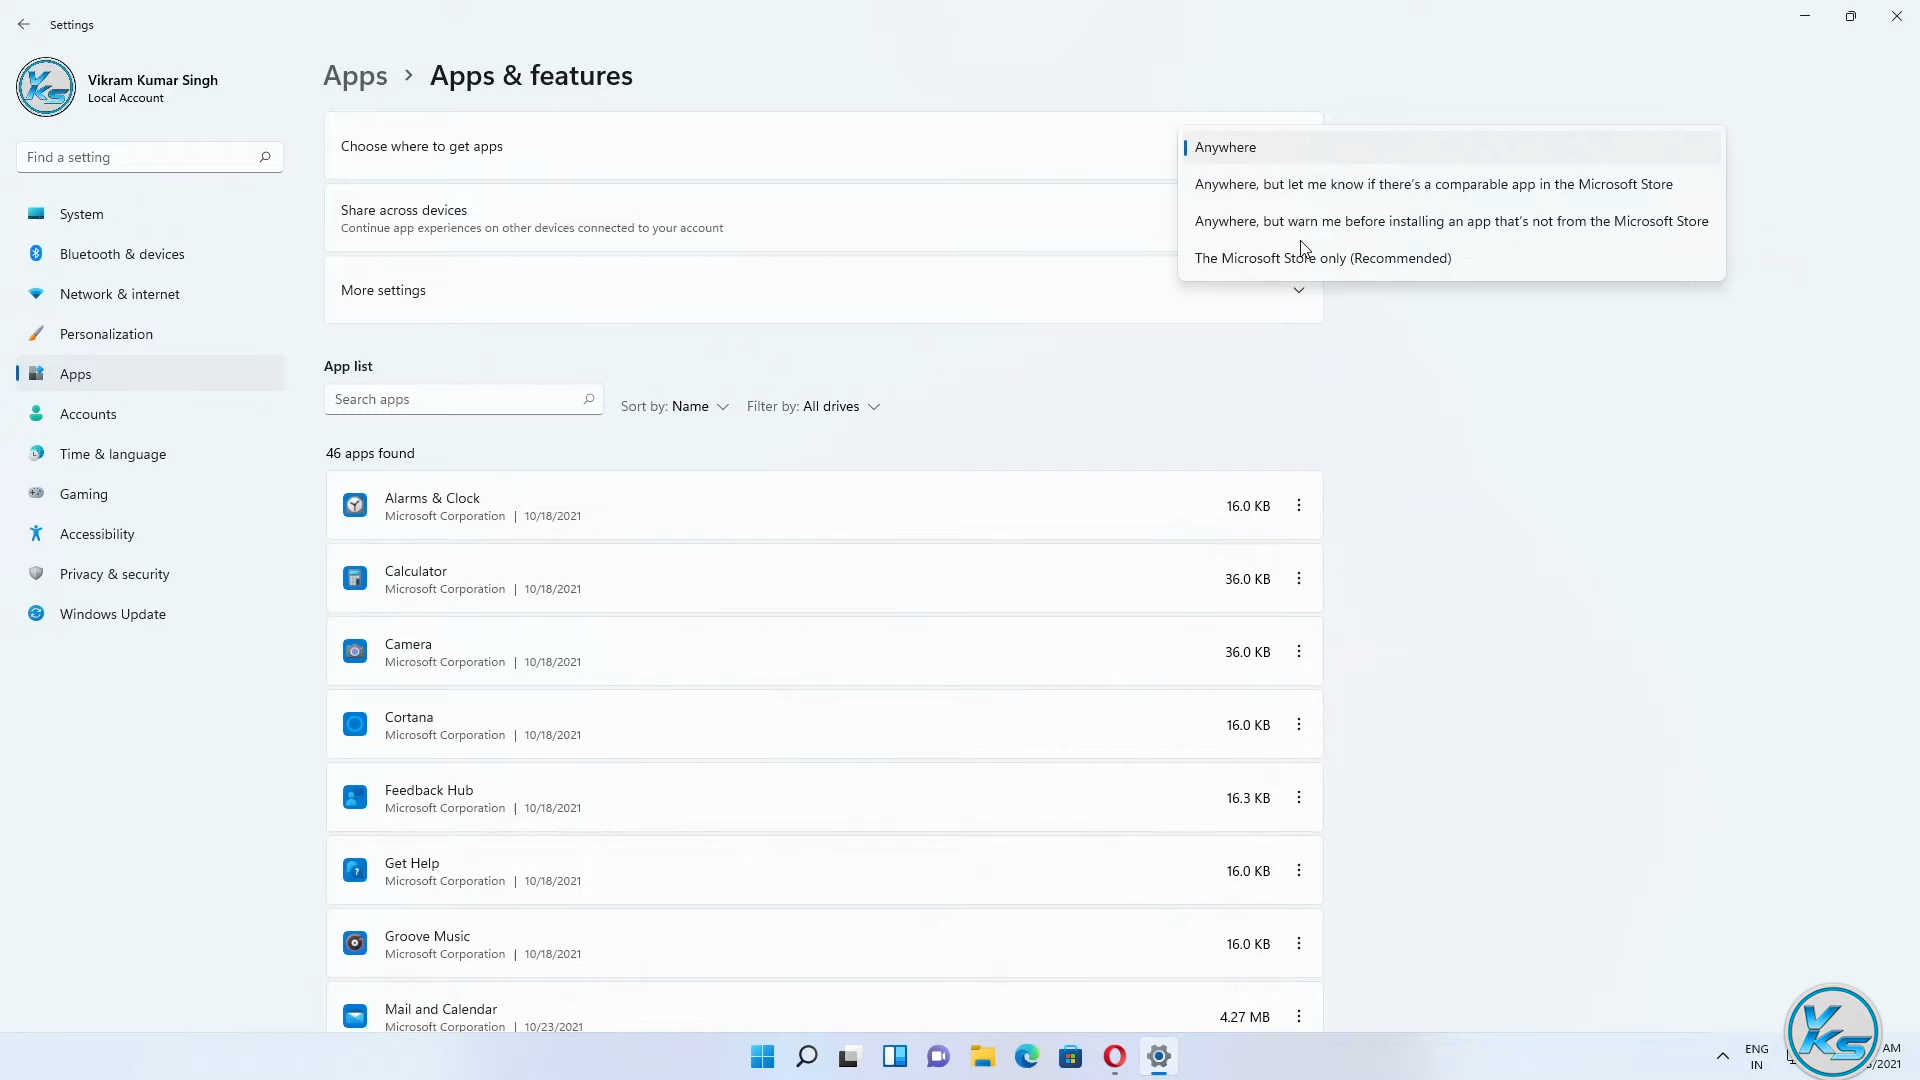 Settings
Vikram Kumar Singh
Local Account
Find a setting
System
Bluetooth & devices
Network & internet
Personalization
Apps
Accounts
Time & language
Gaming
Accessibility
Privacy & security
Windows Update
Apps > Apps & features
Choose where to get apps
Anywhere
Anywhere, but let me know if there's a comparable app in the Microsoft Store
Anywhere, but warn me before installing an app that's not from the Microsoft Store
The Microsoft Store only (Recommended)
Share across devices
Continue app experiences on other devices connected to your account
More settings
App list
Search apps
Sort by: Name
Filter by: All drives
46 apps found
Alarms & Clock
Microsoft Corporation | 10/18/2021
16.0 KB
Calculator
Microsoft Corporation | 10/18/2021
36.0 KB
Camera
Microsoft Corporation | 10/18/2021
36.0 KB
Cortana
Microsoft Corporation | 10/18/2021
16.0 KB
Feedback Hub
Microsoft Corporation | 10/18/2021
16.3 KB
Get Help
Microsoft Corporation | 10/18/2021
16.0 KB
Groove Music
Microsoft Corporation | 10/18/2021
16.0 KB
Mail and Calendar
Microsoft Corporation | 10/23/2021
4.27 MB
ENG
IN
AM
/2021
VKS